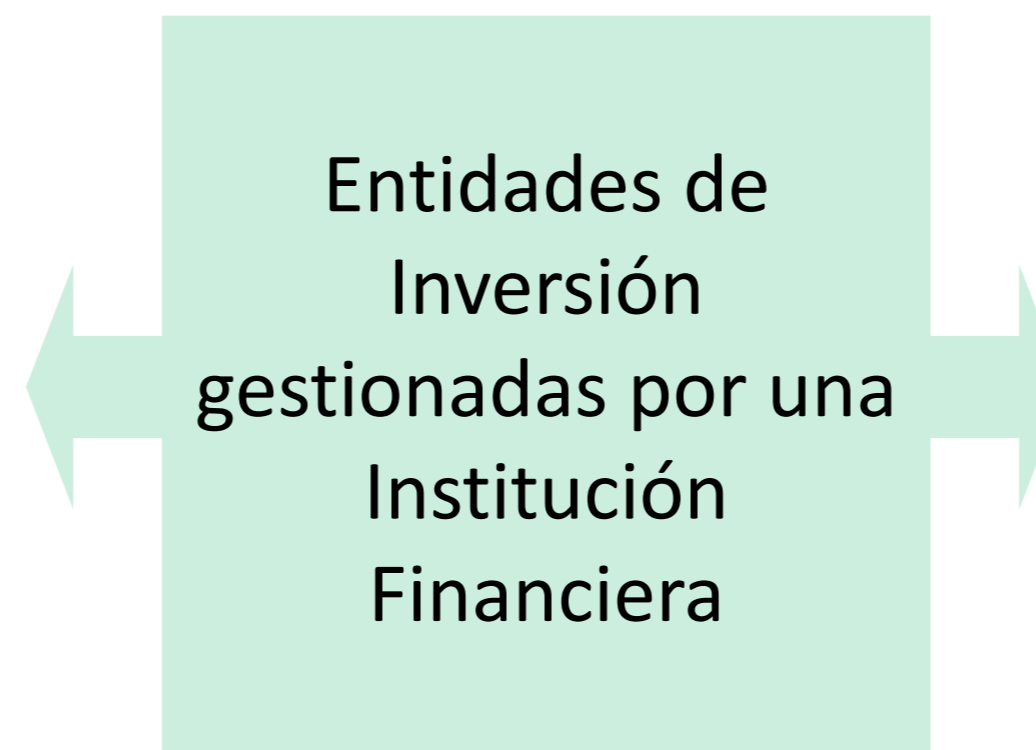 Entidades de
Inversión
gestionadas por una
Institución
Financiera